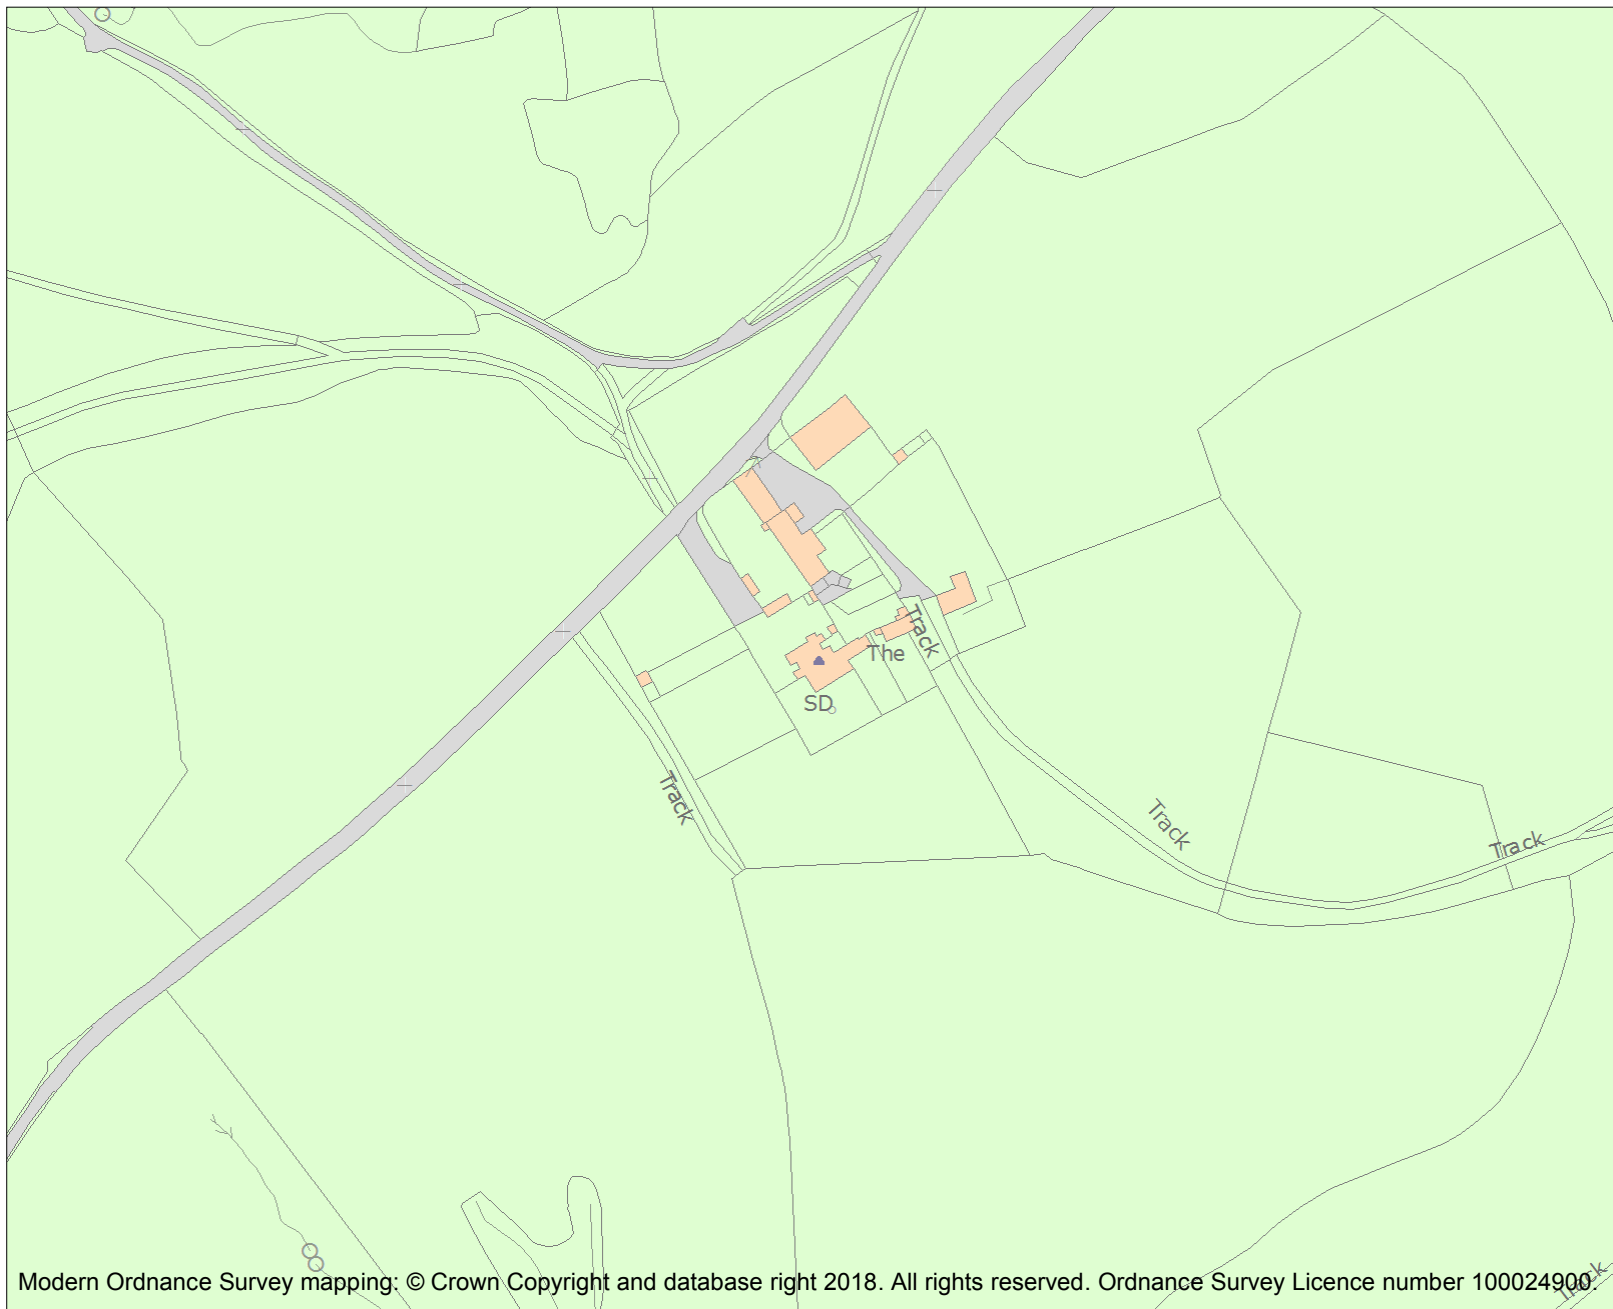 Track
The
SD
Track
Track
Track
Track
Modern Ordnance Survey mapping: © Crown Copyright and database right 2018. All rights reserved. Ordnance Survey Licence number 100024900.